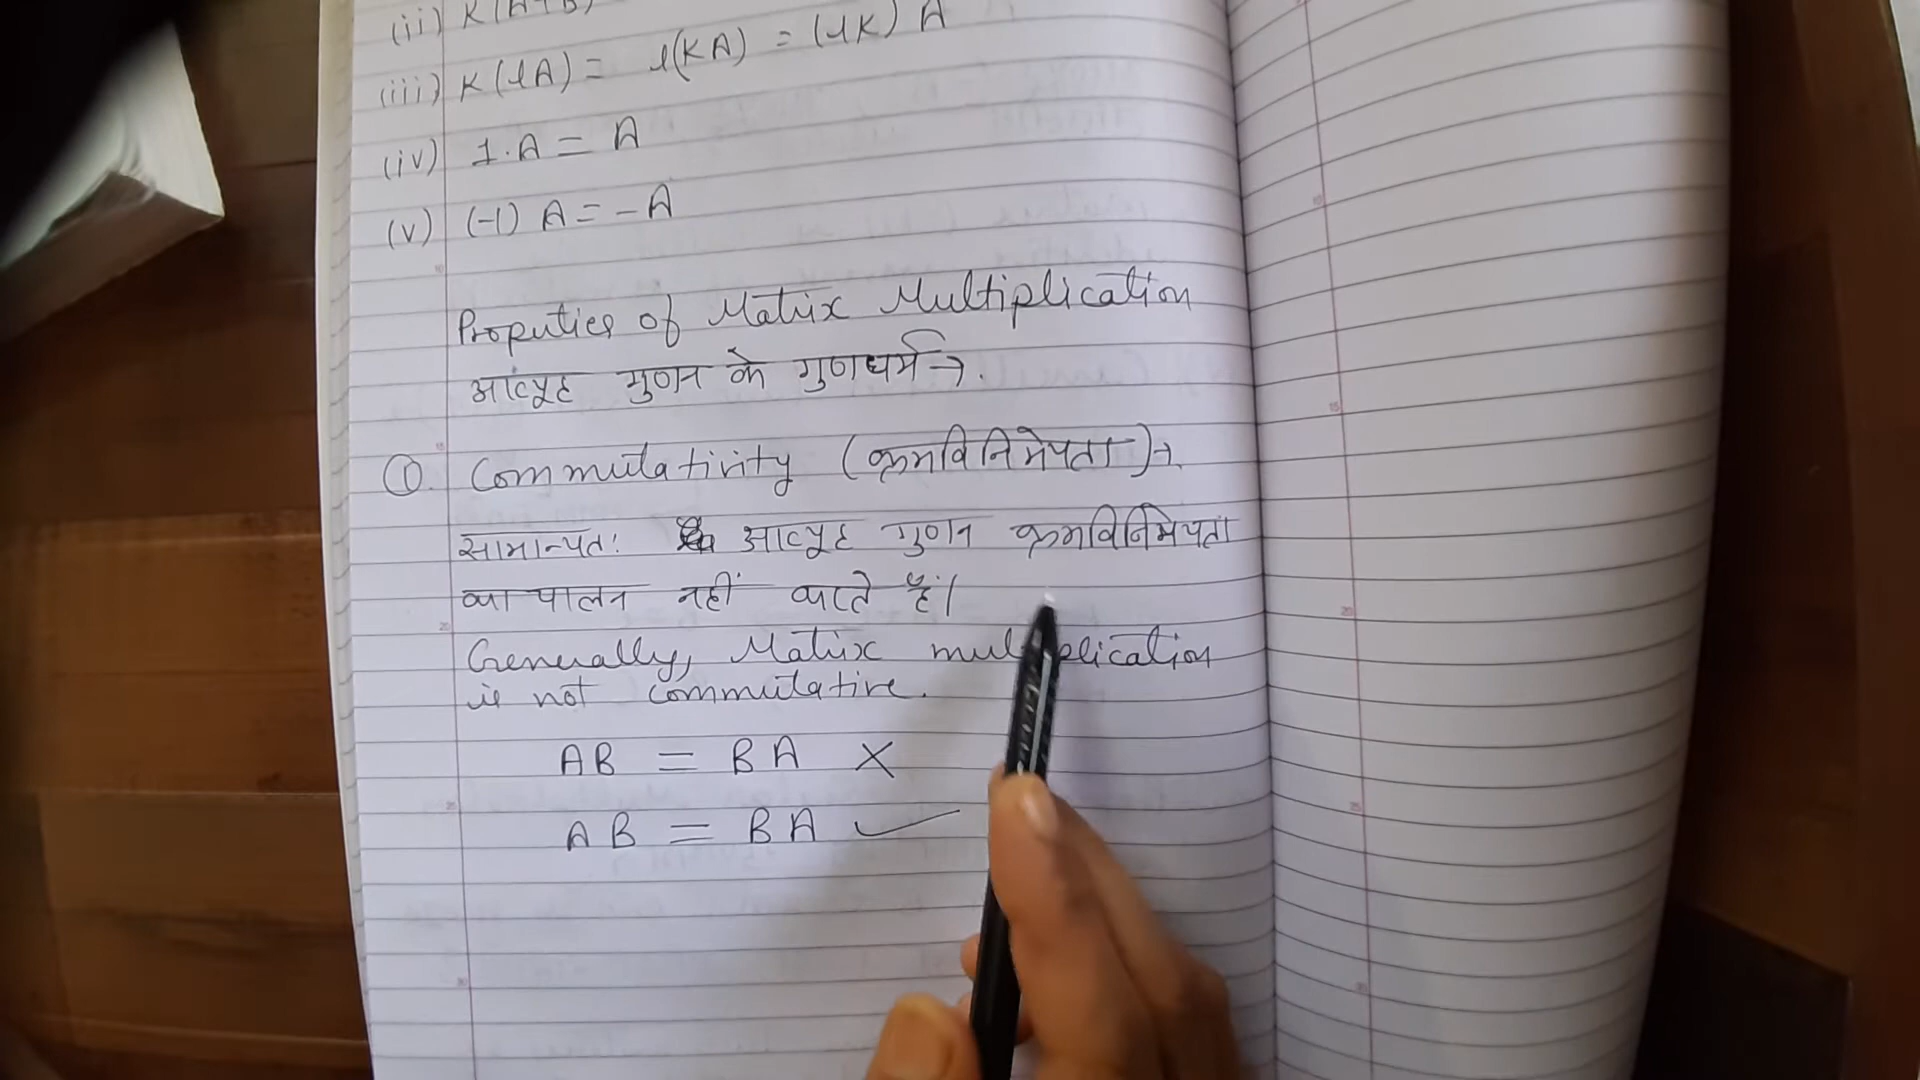 (ii) K(A+B)
(iii) K(lA) = l(KA) = (lK) A
(iv) 1.A = A
(v) (-1) A = -A
Properties of Matrix Multiplication
आव्यूह गुणन के गुणधर्म →.
① Commutativity (क्रमविनिमेयता) →.
सामान्यतः आव्यूह गुणन क्रमविनिमेयता
का पालन नहीं करते हैं।
Generally, Matrix multiplication
is not commutative.
AB = BA ×
AB = BA ✓